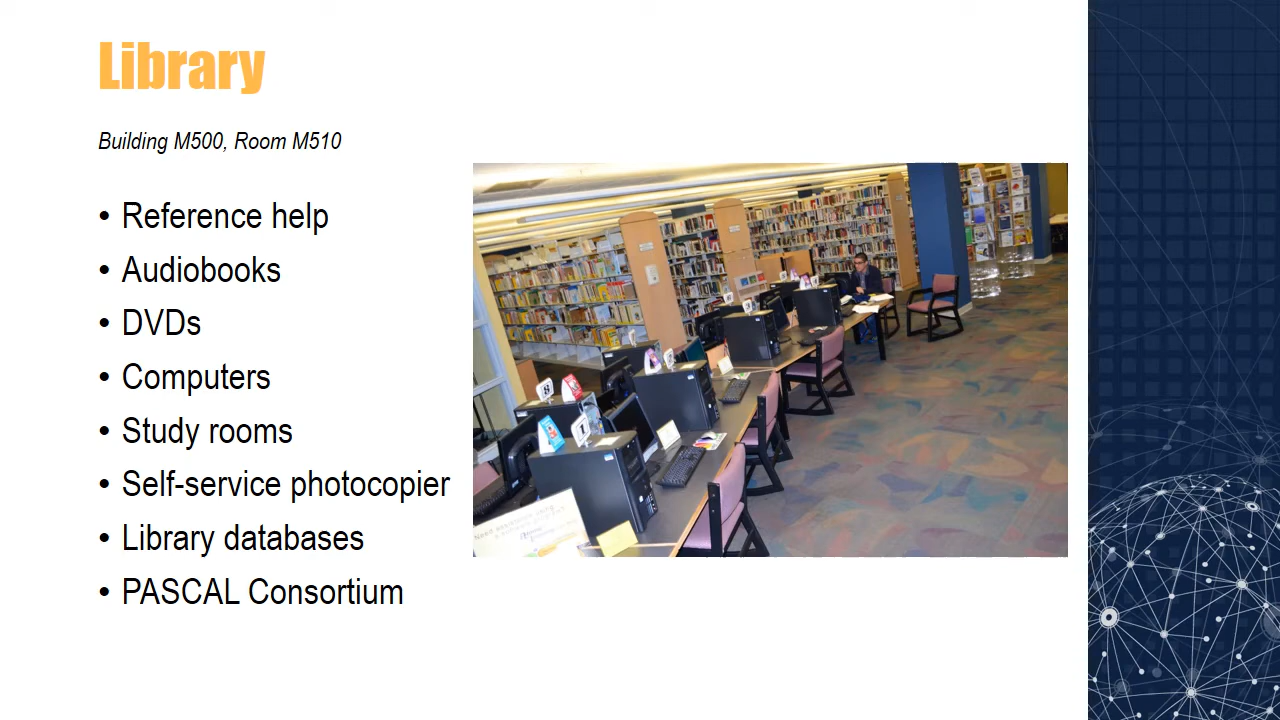 Library
Building M500, Room M510
• Reference help
• Audiobooks
• DVDs
• Computers
• Study rooms
• Self-service photocopier
• Library databases
• PASCAL Consortium